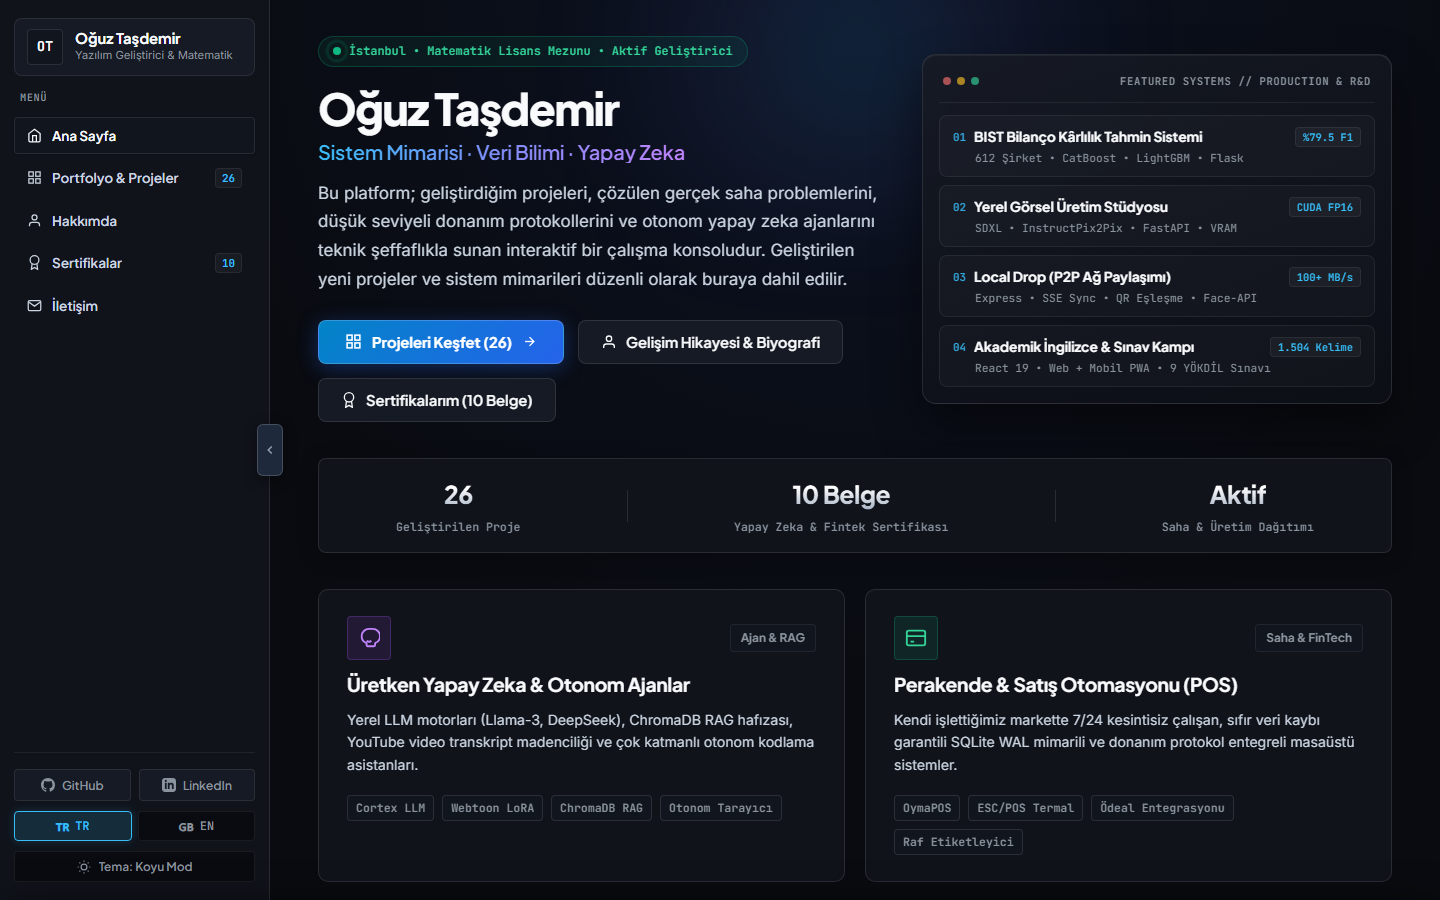 OT
Oğuz Taşdemir
Yazılım Geliştirici & Matematik
MENÜ
Ana Sayfa
Portfolyo & Projeler 26
Hakkımda
Sertifikalar 10
İletişim
GitHub
LinkedIn
TR TR
GB EN
Tema: Koyu Mod
İstanbul • Matematik Lisans Mezunu • Aktif Geliştirici
Oğuz Taşdemir
Sistem Mimarisi · Veri Bilimi · Yapay Zeka
Bu platform; geliştirdiğim projeleri, çözülen gerçek saha problemlerini,
düşük seviyeli donanım protokollerini ve otonom yapay zeka ajanlarını
teknik şeffaflıkla sunan interaktif bir çalışma konsoludur. Geliştirilen
yeni projeler ve sistem mimarileri düzenli olarak buraya dahil edilir.
Projeleri Keşfet (26)
Gelişim Hikayesi & Biyografi
Sertifikalarım (10 Belge)
FEATURED SYSTEMS // PRODUCTION & R&D
01 BIST Bilanço Kârlılık Tahmin Sistemi %79.5 F1
612 Şirket • CatBoost • LightGBM • Flask
02 Yerel Görsel Üretim Stüdyosu CUDA FP16
SDXL • InstructPix2Pix • FastAPI • VRAM
03 Local Drop (P2P Ağ Paylaşımı) 100+ MB/s
Express • SSE Sync • QR Eşleşme • Face-API
04 Akademik İngilizce & Sınav Kampı 1.504 Kelime
React 19 • Web + Mobil PWA • 9 YÖKDİL Sınavı
26
Geliştirilen Proje
10 Belge
Yapay Zeka & Fintek Sertifikası
Aktif
Saha & Üretim Dağıtımı
Ajan & RAG
Üretken Yapay Zeka & Otonom Ajanlar
Yerel LLM motorları (Llama-3, DeepSeek), ChromaDB RAG hafızası,
YouTube video transkript madenciliği ve çok katmanlı otonom kodlama
asistanları.
Cortex LLM
Webtoon LoRA
ChromaDB RAG
Otonom Tarayıcı
Saha & FinTech
Perakende & Satış Otomasyonu (POS)
Kendi işlettiğimiz markette 7/24 kesintisiz çalışan, sıfır veri kaybı
garantili SQLite WAL mimarili ve donanım protokol entegreli masaüstü
sistemler.
OymaPOS
ESC/POS Termal
Ödeal Entegrasyonu
Raf Etiketleyici